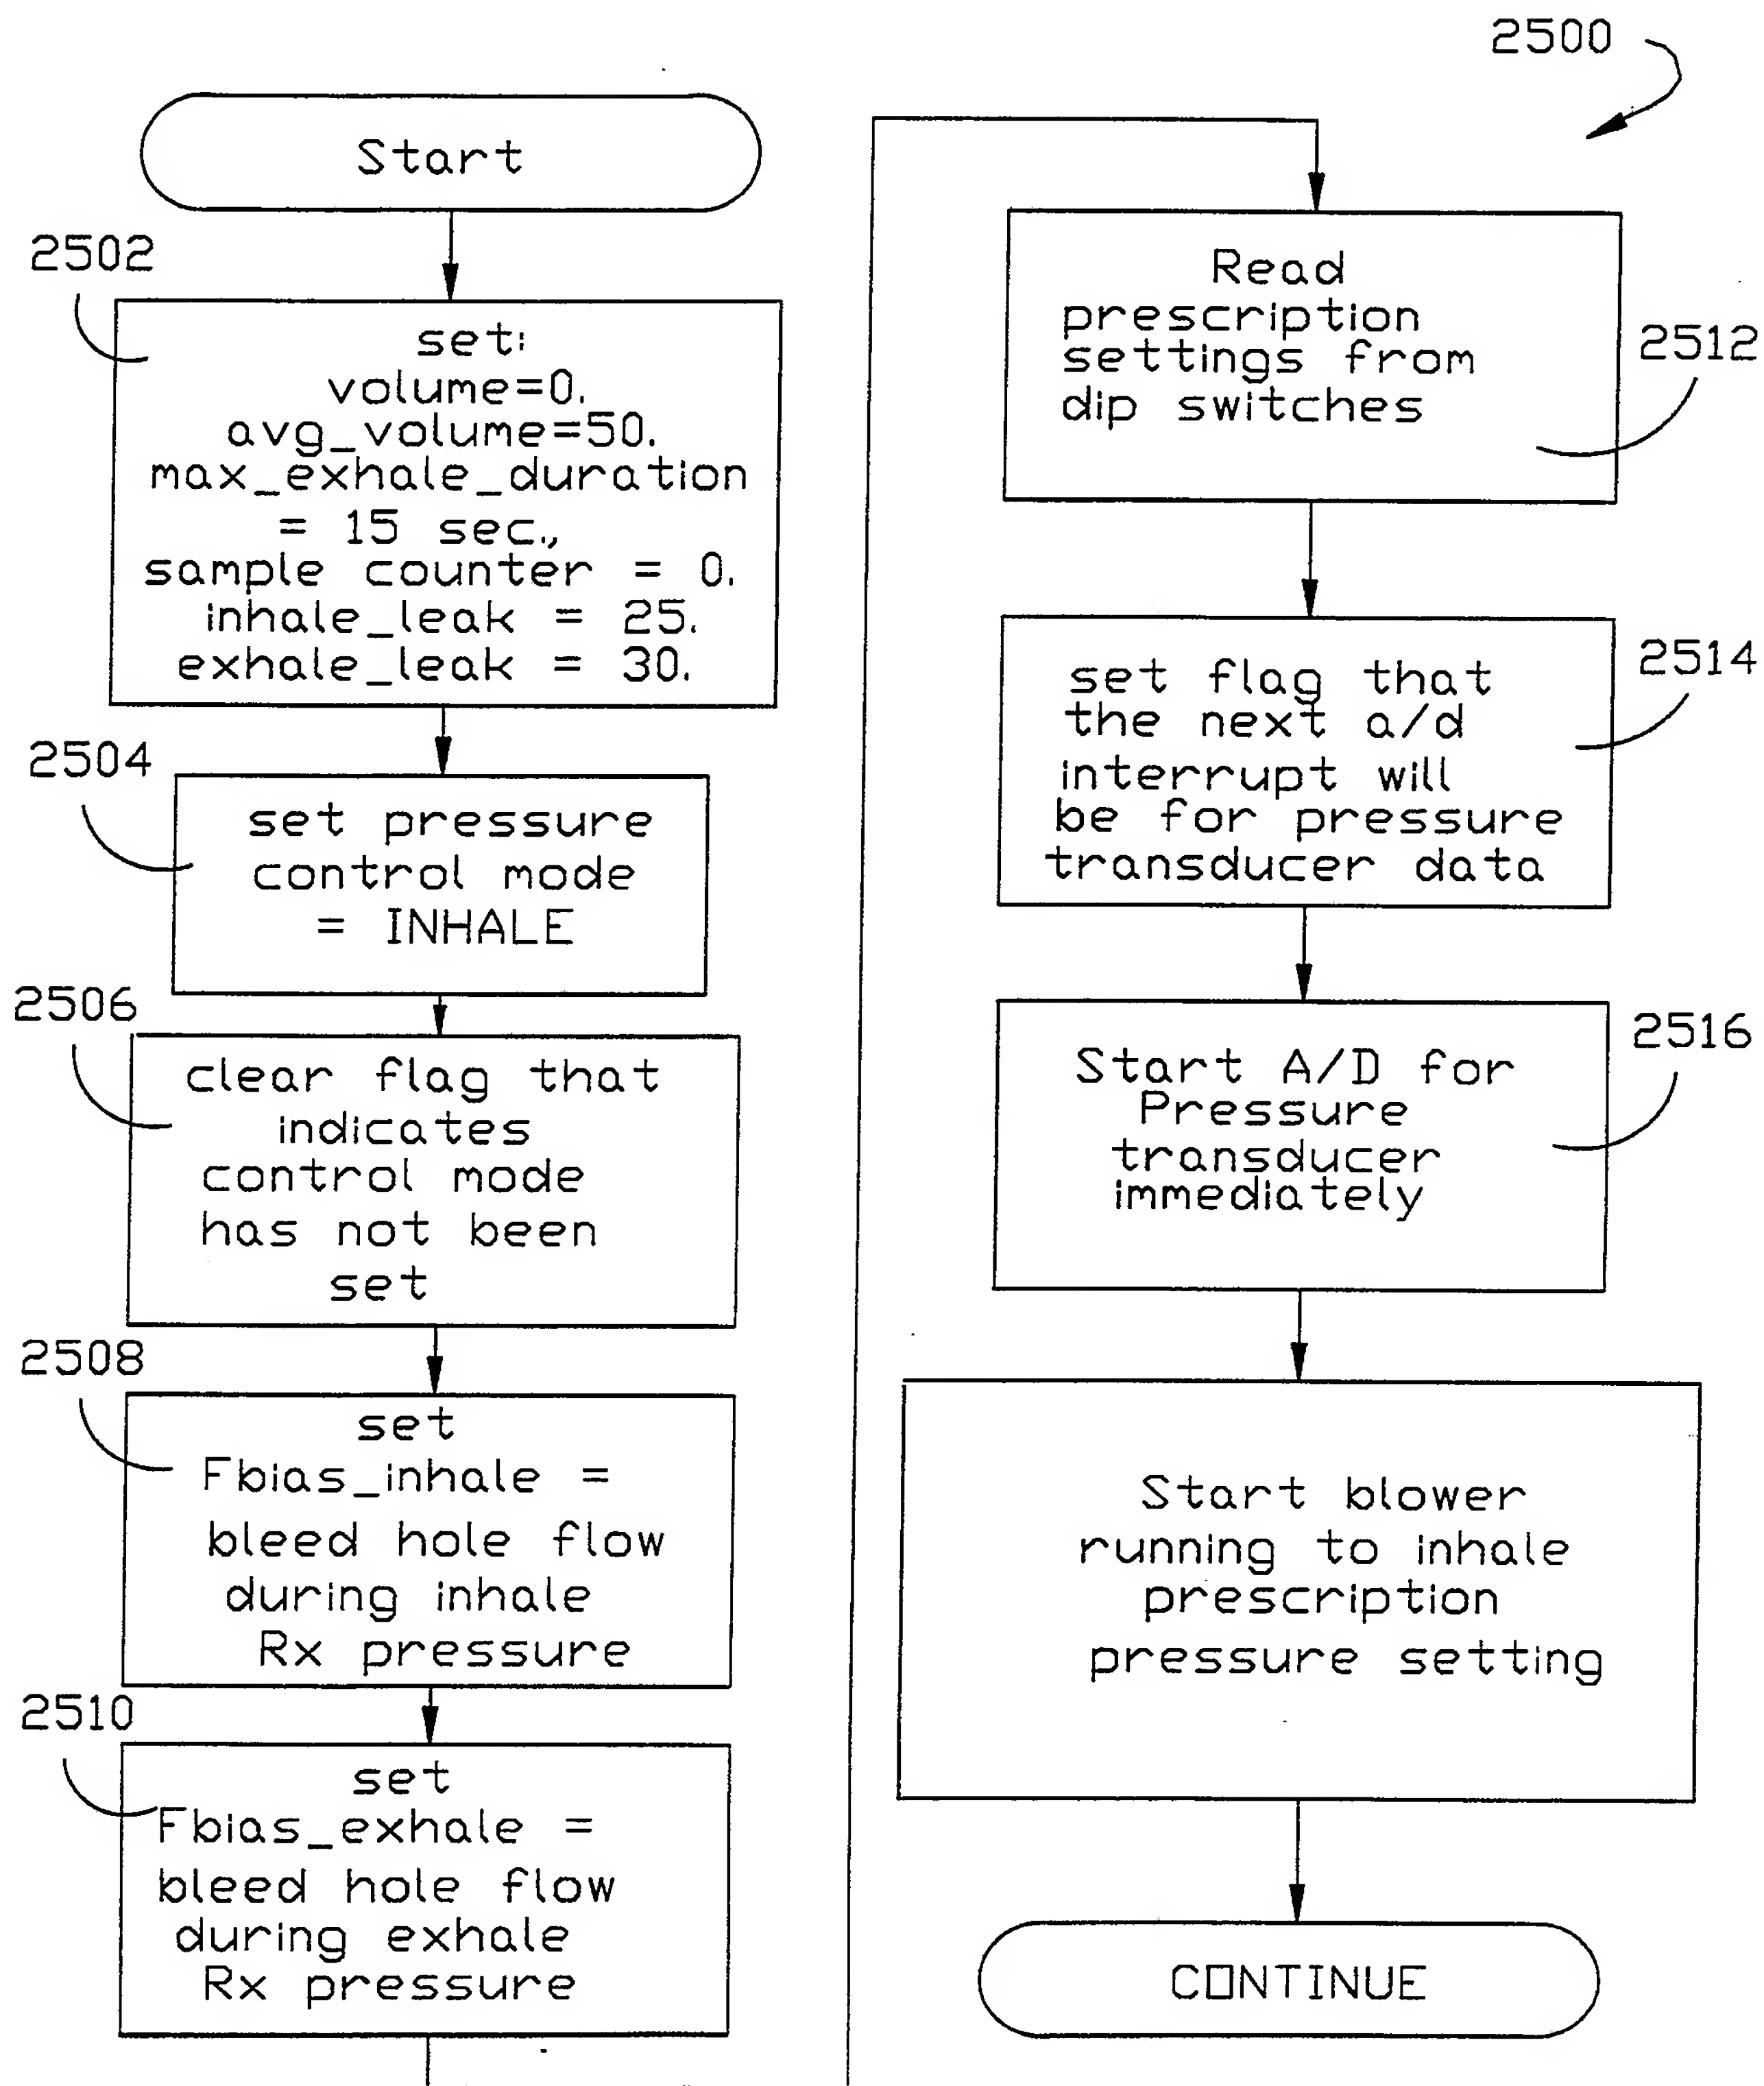 2500
Start
2502
set:
volume=0.
avg_volume=50.
max_exhale_duration
= 15 sec.,
sample counter = 0.
inhale_leak = 25.
exhale_leak = 30.
2504
set pressure
control mode
= INHALE
2506
clear flag that
indicates
control mode
has not been
set
2508
set
Fbias_inhale =
bleed hole flow
during inhale
Rx pressure
2510
set
Fbias_exhale =
bleed hole flow
during exhale
Rx pressure
Read
prescription
settings from
dip switches
2512
set flag that
the next a/d
interrupt will
be for pressure
transducer data
2514
Start A/D for
Pressure
transducer
immediately
2516
Start blower
running to inhale
prescription
pressure setting
CONTINUE